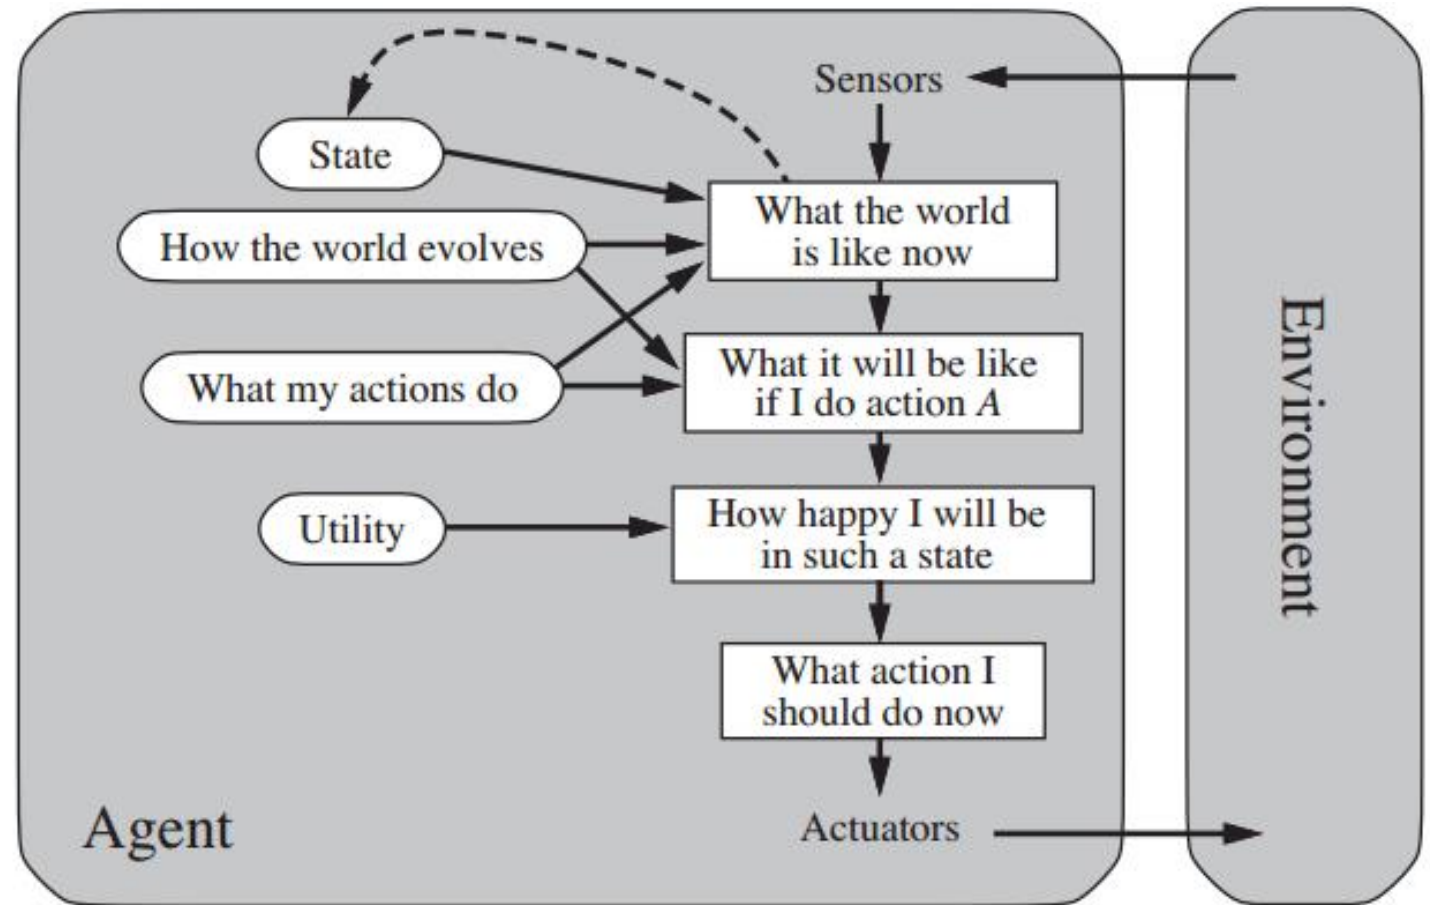 Sensors
State
What the world
is like now
How the world evolves
What my actions do
What it will be like
if I do action A
Utility
How happy I will be
in such a state
What action I
should do now
Agent
Actuators
Environment